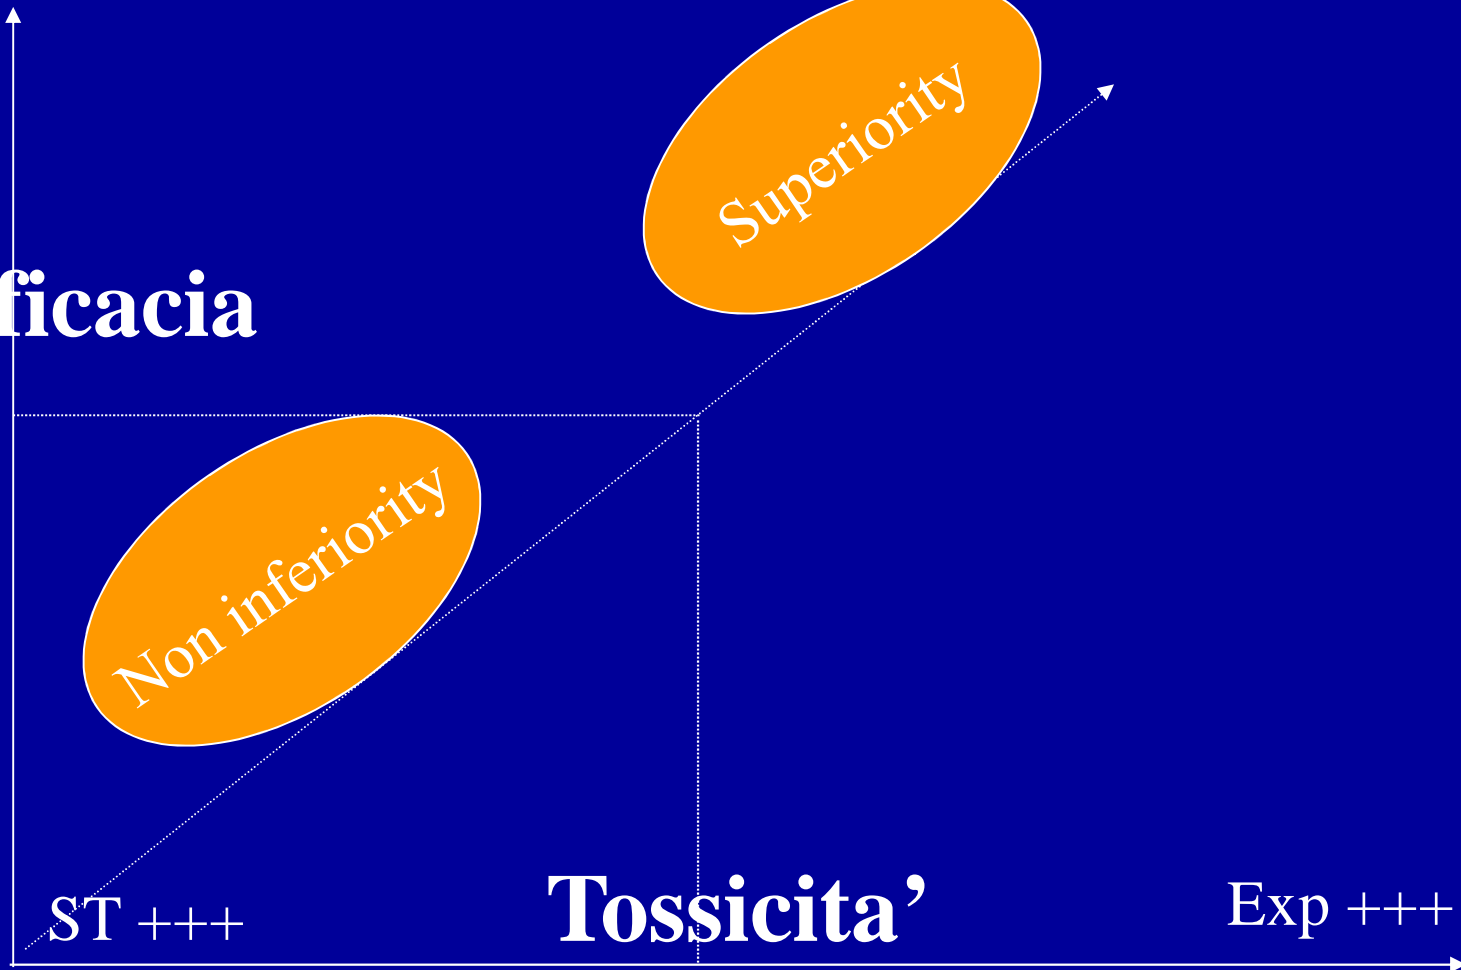 Superiority
ficacia
Non inferiority
ST +++
Tossicita’
Exp +++